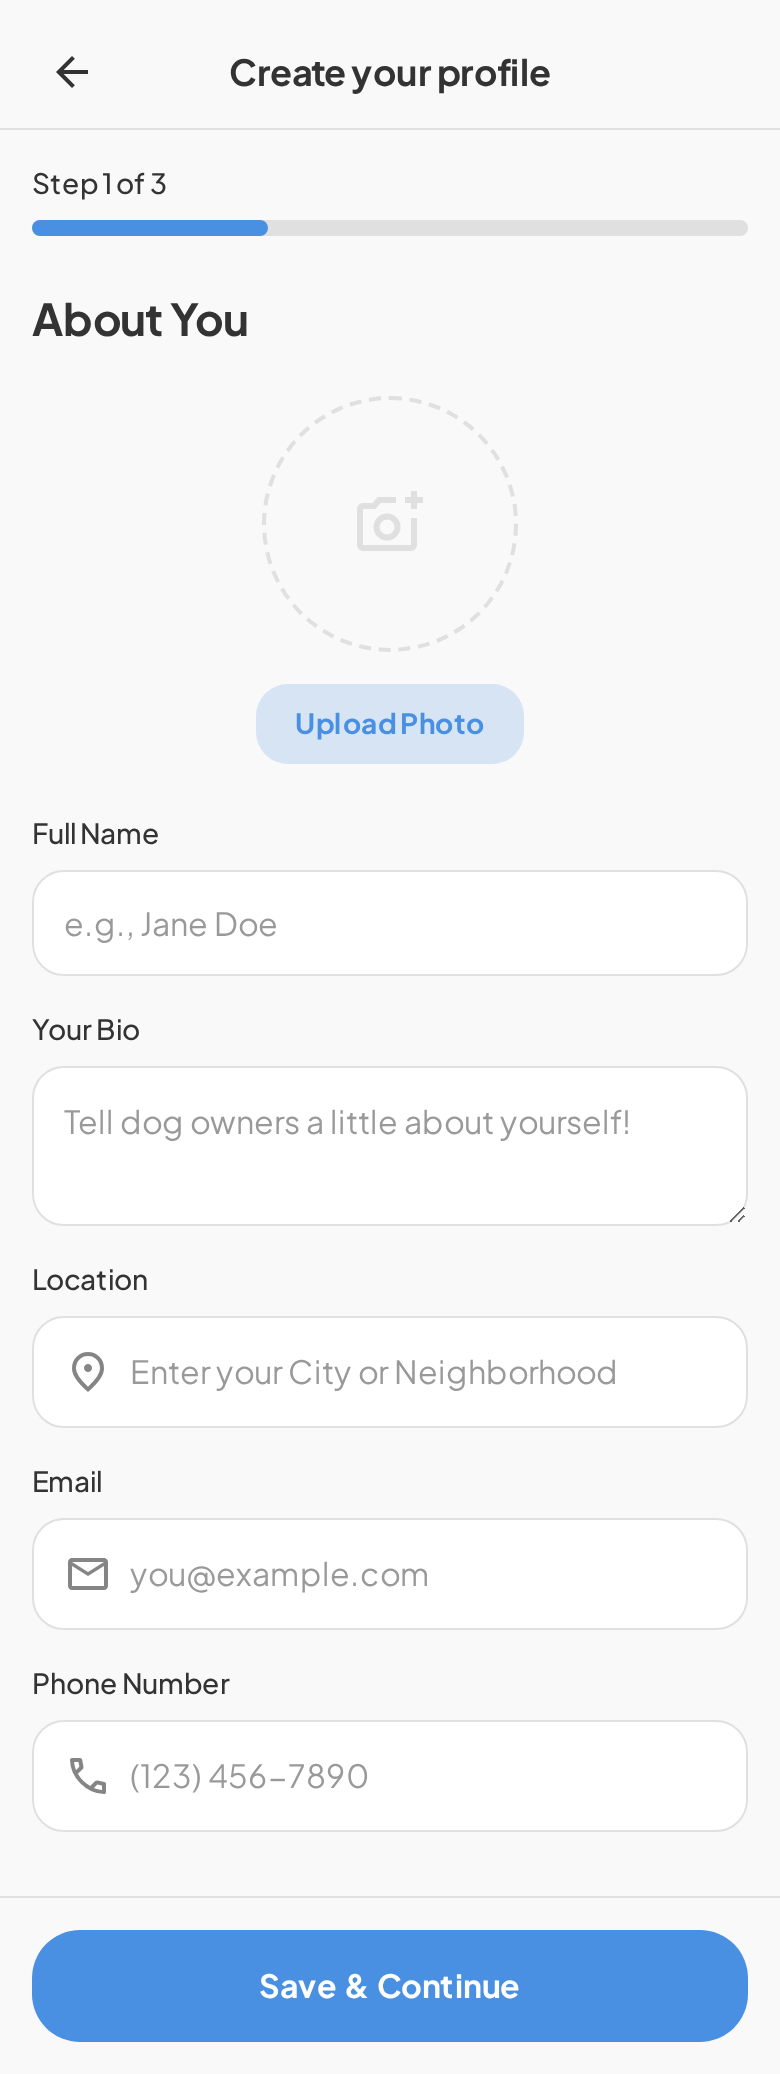 Create your profile
Step 1 of 3
About You
Upload Photo
Full Name
e.g., Jane Doe
Your Bio
Tell dog owners a little about yourself!
Location
Enter your City or Neighborhood
Email
you@example.com
Phone Number
(123) 456-7890
Save & Continue